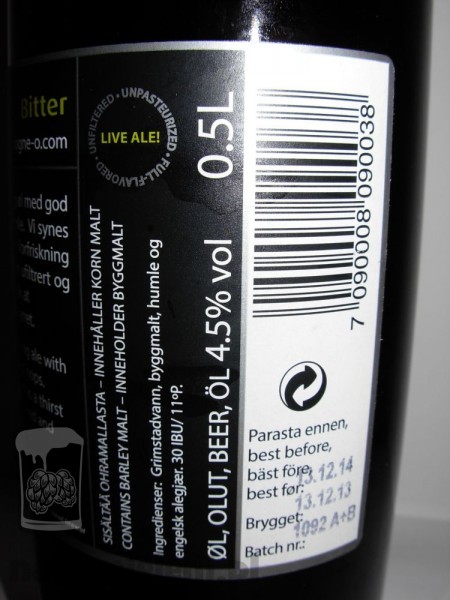 Bitter
gne-o.com
med god
Vi synes
forfriskning
filtrert og
at
ale with
thirst
UNFILTERED • UNPASTEURIZED • FULL-FLAVORED •
LIVE ALE!
SISÄLTÄÄ OHRAMALLASTA – INNEHÅLLER KORN MALT
CONTAINS BARLEY MALT – INNEHOLDER BYGGMALT
Ingredienser: Grimstadvann, byggmalt, humle og
engelsk alegjær. 30 IBU/ 11°P.
ØL, OLUT, BEER, ÖL 4.5% vol 0.5L
7 090008 090038
Parasta ennen,
best before,
bäst före,
best før: 13.12.14
Brygget: 13.12.13
Batch nr.: 1092 A+B